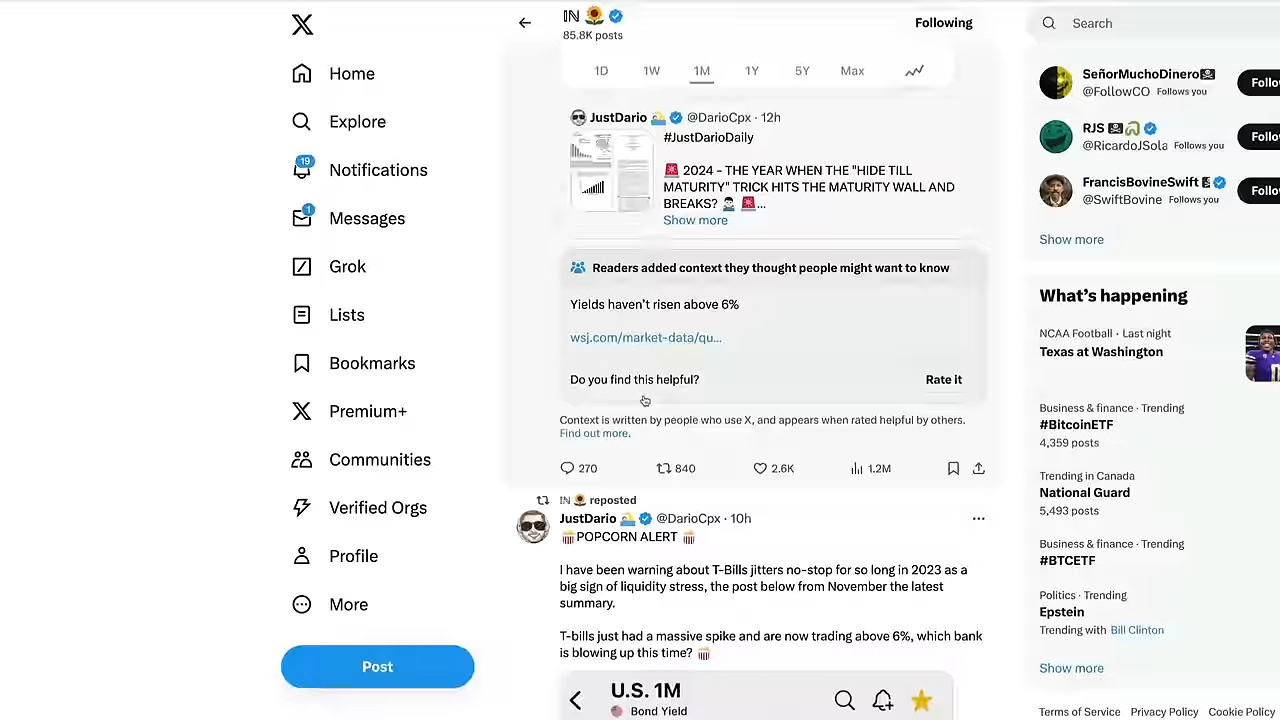 Home
Explore
19
Notifications
1
Messages
Grok
Lists
Bookmarks
Premium+
Communities
Verified Orgs
Profile
More
Post
IN
85.8K posts
Following
1D 1W 1M 1Y 5Y Max
JustDario @DarioCpx · 12h
#JustDarioDaily
2024 - THE YEAR WHEN THE "HIDE TILL
MATURITY" TRICK HITS THE MATURITY WALL AND
BREAKS? ...
Show more
Readers added context they thought people might want to know
Yields haven't risen above 6%
wsj.com/market-data/qu...
Do you find this helpful?
Rate it
Context is written by people who use X, and appears when rated helpful by others.
Find out more.
270 840 2.6K 1.2M
IN reposted
JustDario @DarioCpx · 10h
POPCORN ALERT
I have been warning about T-Bills jitters no-stop for so long in 2023 as a
big sign of liquidity stress, the post below from November the latest
summary.
T-bills just had a massive spike and are now trading above 6%, which bank
is blowing up this time?
U.S. 1M
Bond Yield
Search
SeñorMuchoDinero
@FollowCO Follows you
Follo
RJS
@RicardoJSola Follows you
Follo
FrancisBovineSwift
@SwiftBovine Follows you
Follo
Show more
What's happening
NCAA Football · Last night
Texas at Washington
Business & finance · Trending
#BitcoinETF
4,359 posts
Trending in Canada
National Guard
5,493 posts
Business & finance · Trending
#BTCETF
Politics · Trending
Epstein
Trending with Bill Clinton
Show more
Terms of Service Privacy Policy Cookie Policy